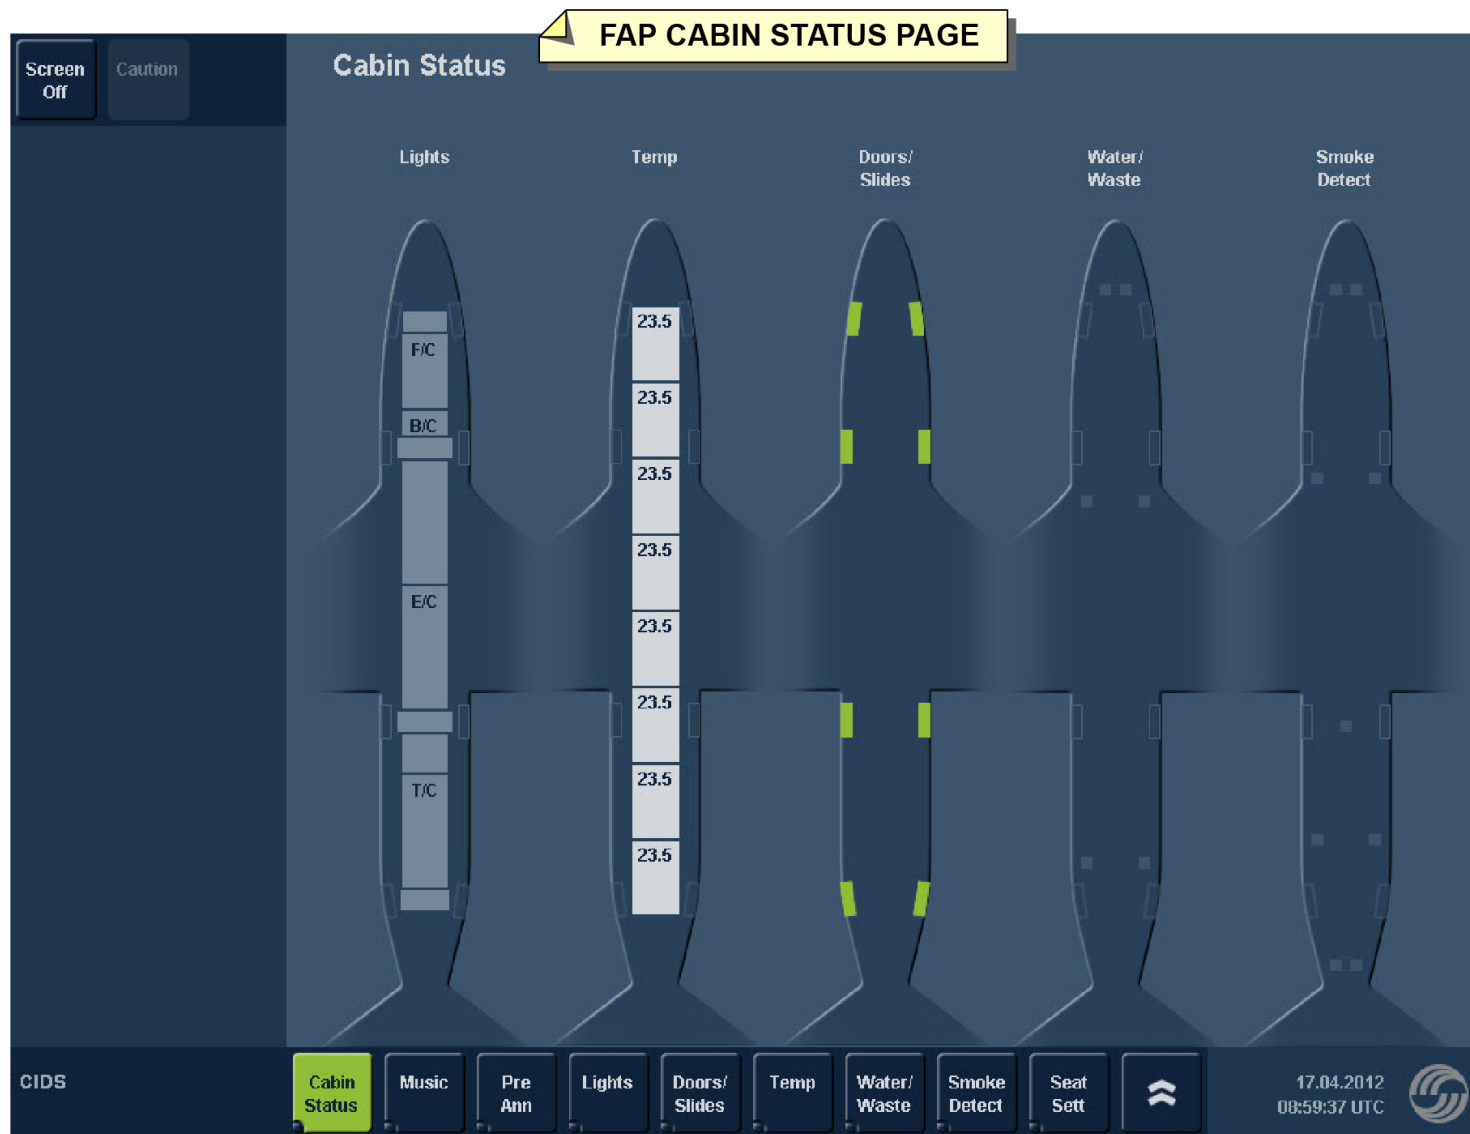 FAP CABIN STATUS PAGE
Screen
Off
Caution
Cabin Status
Lights
Temp
Doors/
Slides
Water/
Waste
Smoke
Detect
F/C
B/C
E/C
T/C
23.5
23.5
23.5
23.5
23.5
23.5
23.5
23.5
CIDS
Cabin
Status
Music
Pre
Ann
Lights
Doors/
Slides
Temp
Water/
Waste
Smoke
Detect
Seat
Sett
17.04.2012
08:59:37 UTC